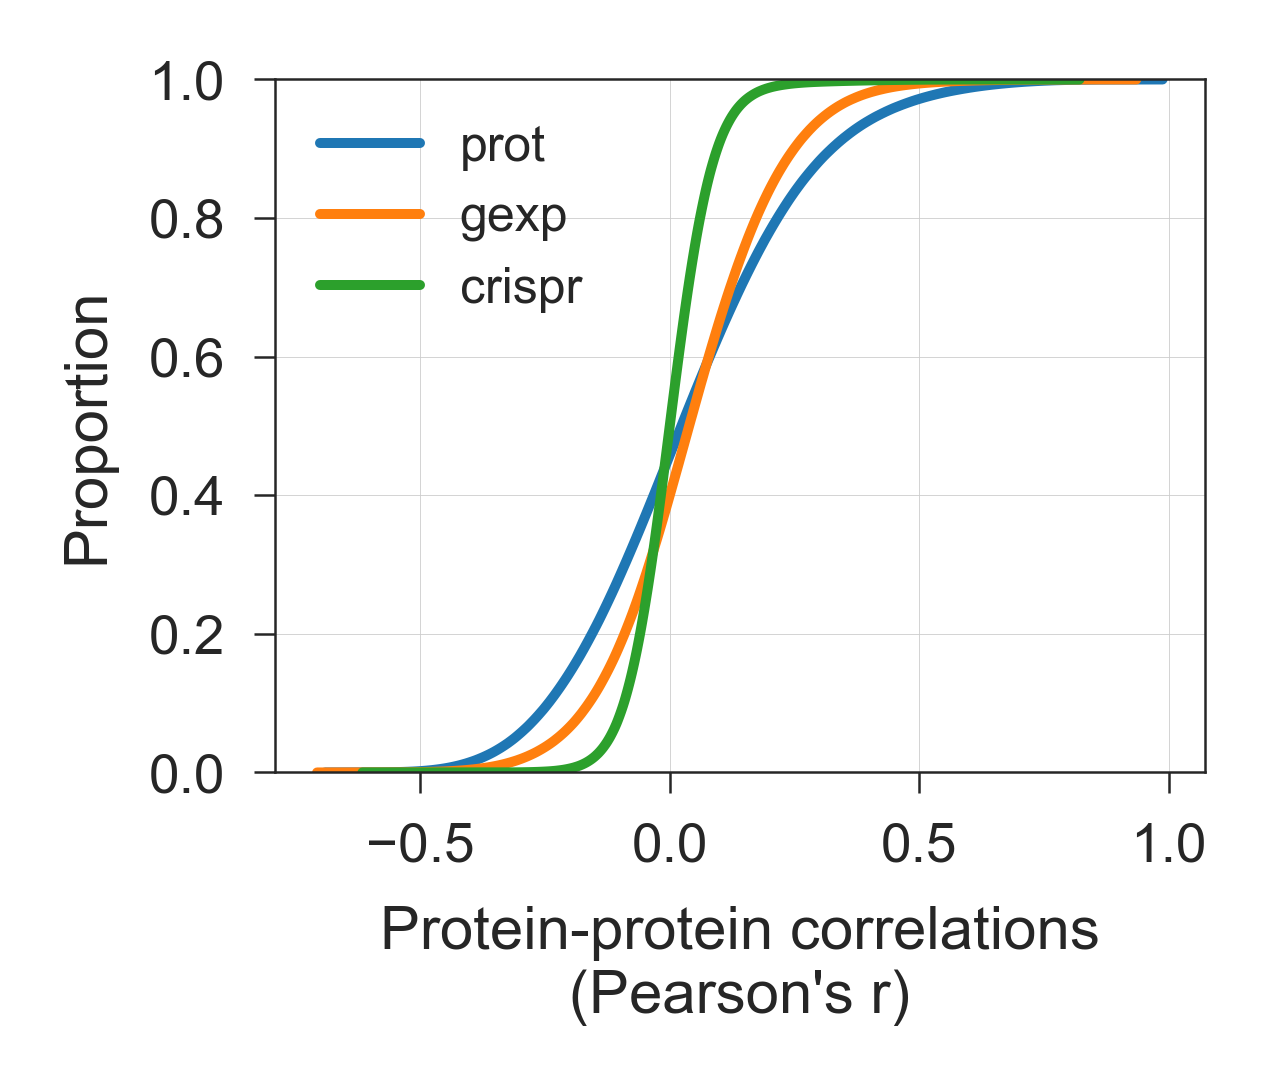 1.0
0.8
0.6
0.4
0.2
0.0
Proportion
prot
gexp
crispr
−0.5
0.0
0.5
1.0
Protein-protein correlations
(Pearson's r)